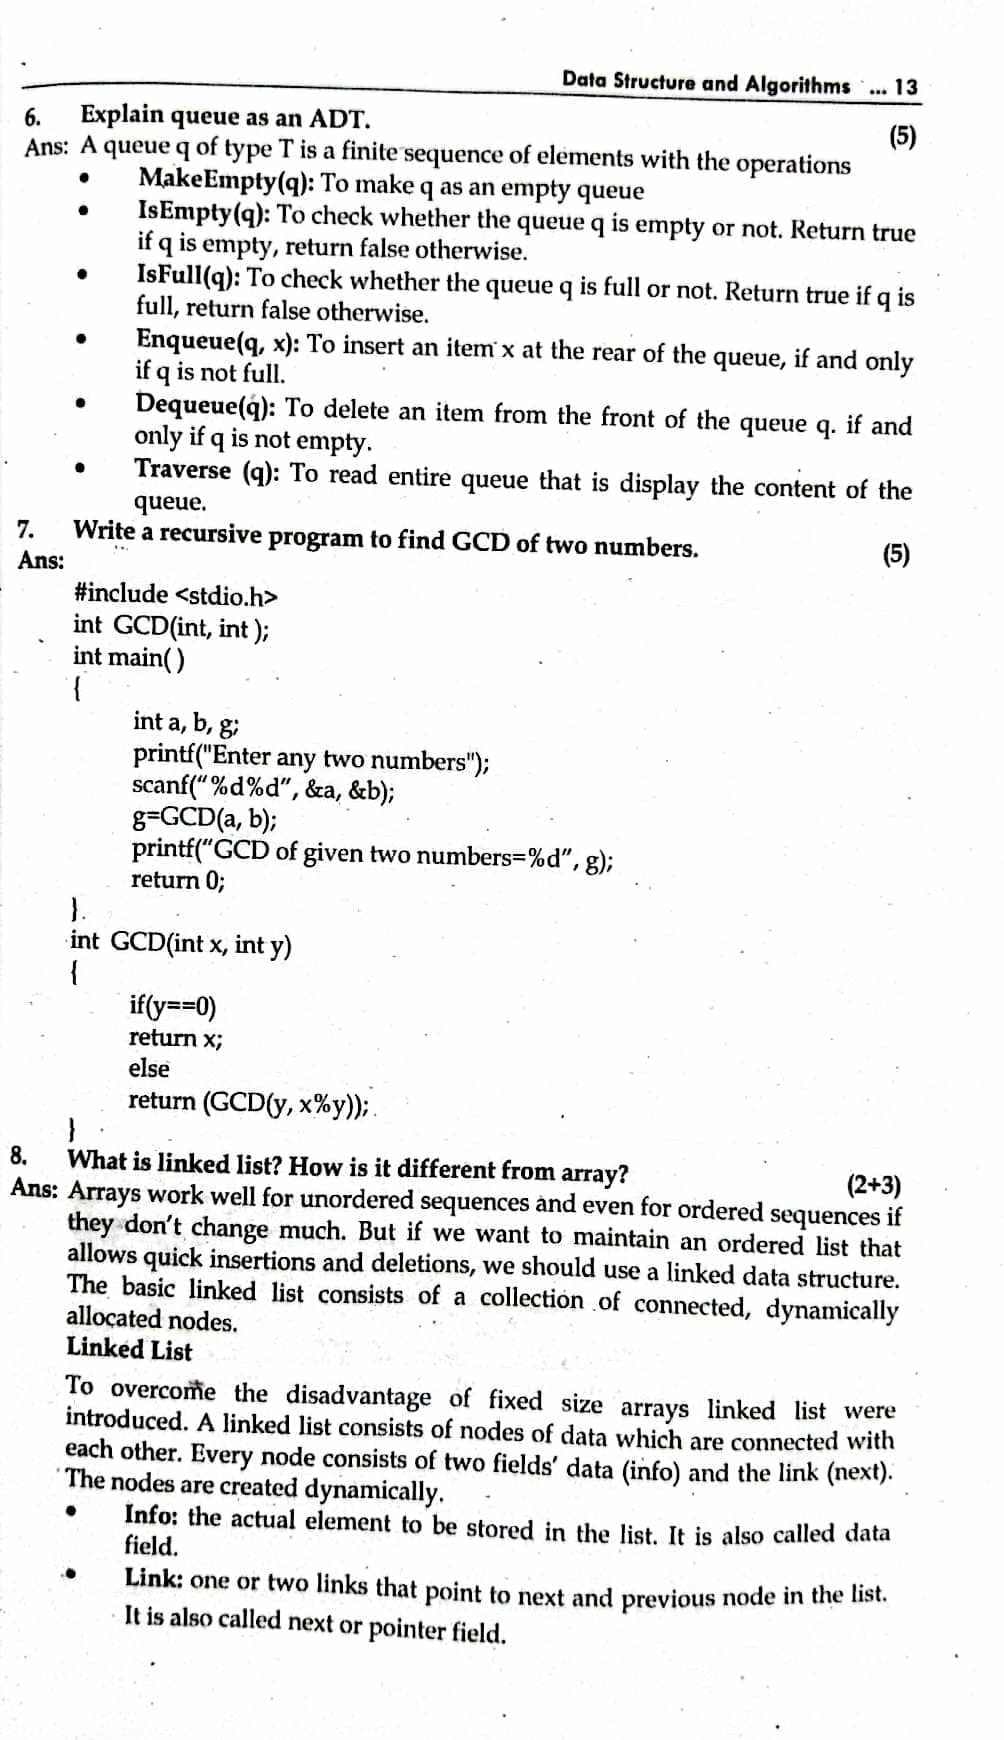 Data Structure and Algorithms ... 13
6. Explain queue as an ADT. (5)
Ans: A queue q of type T is a finite sequence of elements with the operations
• MakeEmpty(q): To make q as an empty queue
• IsEmpty(q): To check whether the queue q is empty or not. Return true
if q is empty, return false otherwise.
• IsFull(q): To check whether the queue q is full or not. Return true if q is
full, return false otherwise.
• Enqueue(q, x): To insert an item x at the rear of the queue, if and only
if q is not full.
• Dequeue(q): To delete an item from the front of the queue q. if and
only if q is not empty.
• Traverse (q): To read entire queue that is display the content of the
queue.
7. Write a recursive program to find GCD of two numbers. (5)
Ans:
#include <stdio.h>
int GCD(int, int );
int main( )
{
int a, b, g;
printf("Enter any two numbers");
scanf("%d%d", &a, &b);
g=GCD(a, b);
printf("GCD of given two numbers=%d", g);
return 0;
}
int GCD(int x, int y)
{
if(y==0)
return x;
else
return (GCD(y, x%y));
}
8. What is linked list? How is it different from array? (2+3)
Ans: Arrays work well for unordered sequences and even for ordered sequences if
they don't change much. But if we want to maintain an ordered list that
allows quick insertions and deletions, we should use a linked data structure.
The basic linked list consists of a collection of connected, dynamically
allocated nodes.
Linked List
To overcome the disadvantage of fixed size arrays linked list were
introduced. A linked list consists of nodes of data which are connected with
each other. Every node consists of two fields' data (info) and the link (next).
The nodes are created dynamically.
• Info: the actual element to be stored in the list. It is also called data
field.
• Link: one or two links that point to next and previous node in the list.
It is also called next or pointer field.